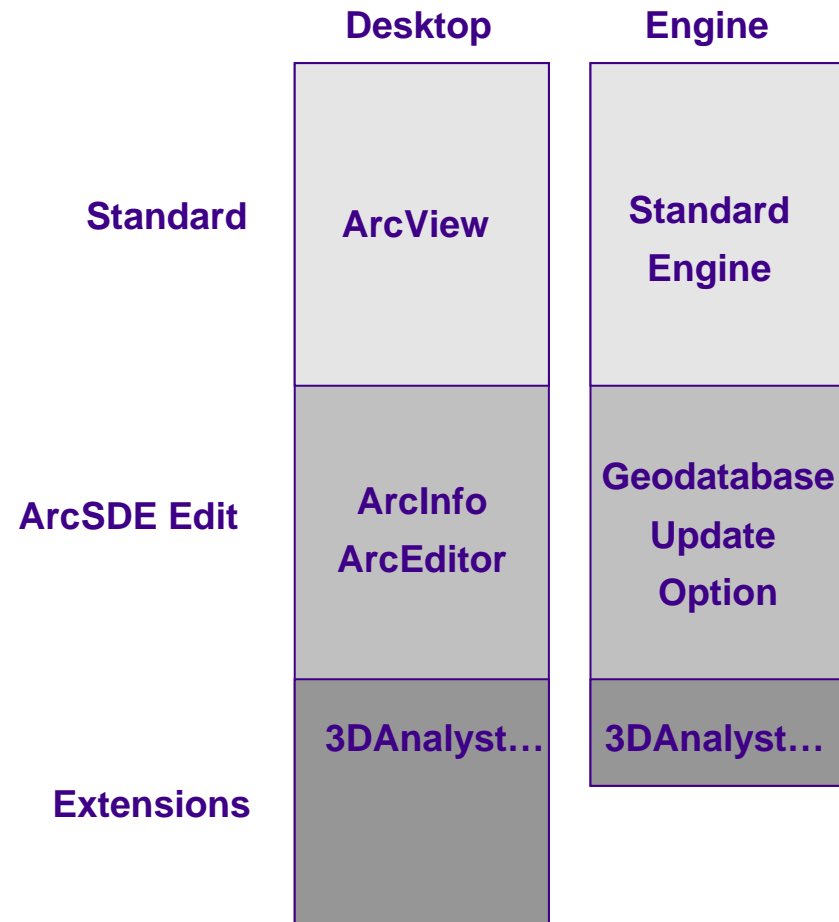 Desktop Engine
Standard
ArcView
Standard
Engine
ArcSDE Edit
ArcInfo
ArcEditor
Geodatabase
Update
Option
Extensions
3DAnalyst…
3DAnalyst…